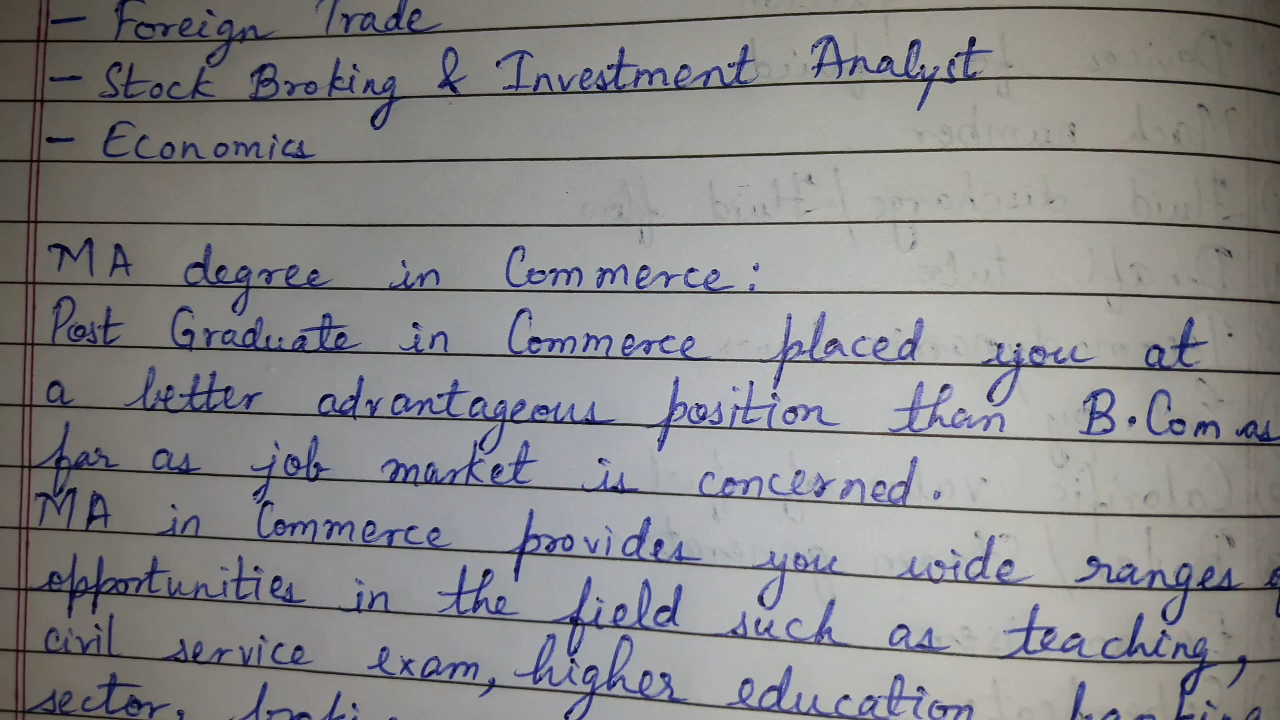 - Foreign Trade
- Stock Broking & Investment Analyst
- Economics
MA degree in Commerce:
Post Graduate in Commerce placed you at
a better advantageous position than B.Com as
far as job market is concerned.
MA in Commerce provides you wide ranges
opportunities in the field such as teaching,
civil service exam, higher education
sector,